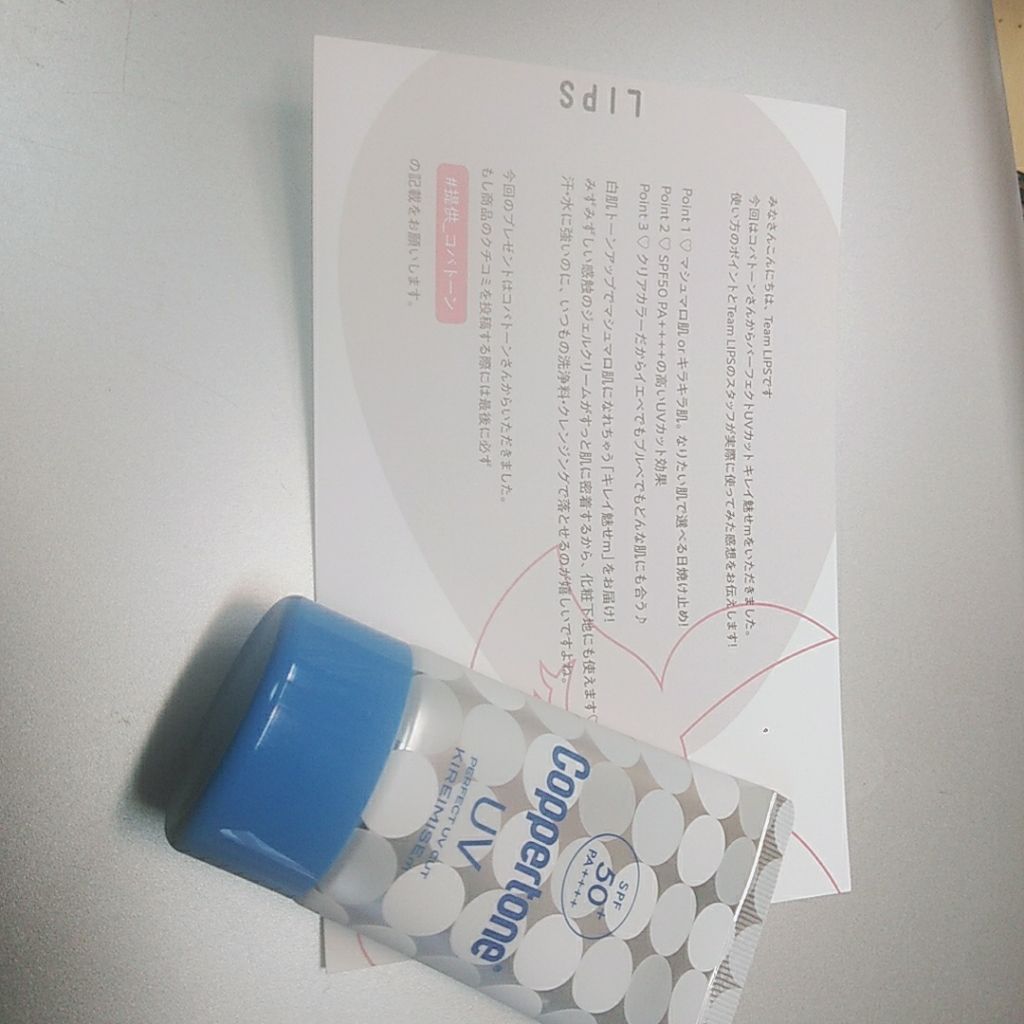 LIPS
みなさんこんにちは、Team LIPSです
今回はコパトーンさんからパーフェクトUVカット キレイ魅せmをいただきました。
使い方のポイントとTeam LIPSのスタッフが実際に使ってみた感想をお伝えします!
Point 1 ♡ マシュマロ肌 or キラキラ肌。なりたい肌で選べる日焼け止め!
Point 2 ♡ SPF50 PA++++の高いUVカット効果
Point 3 ♡ クリアカラーだからイエベでもブルベでもどんな肌にも合う♪
白肌トーンアップでマシュマロ肌になれちゃう「キレイ魅せm」をお届け!
みずみずしい感触のジェルクリームがすっと肌に密着するから、化粧下地にも使えます♡
汗・水に強いのに、いつもの洗浄料・クレンジングで落とせるのが嬉しいですよね。
今回のプレゼントはコパトーンさんからいただきました。
もし商品のクチコミを投稿する際には最後に必ず
#提供_コパトーン
の記載をお願いします。
SPF
50+
PA++++
Coppertone®
UV
PERFECT UV CUT
KIREIMISE m